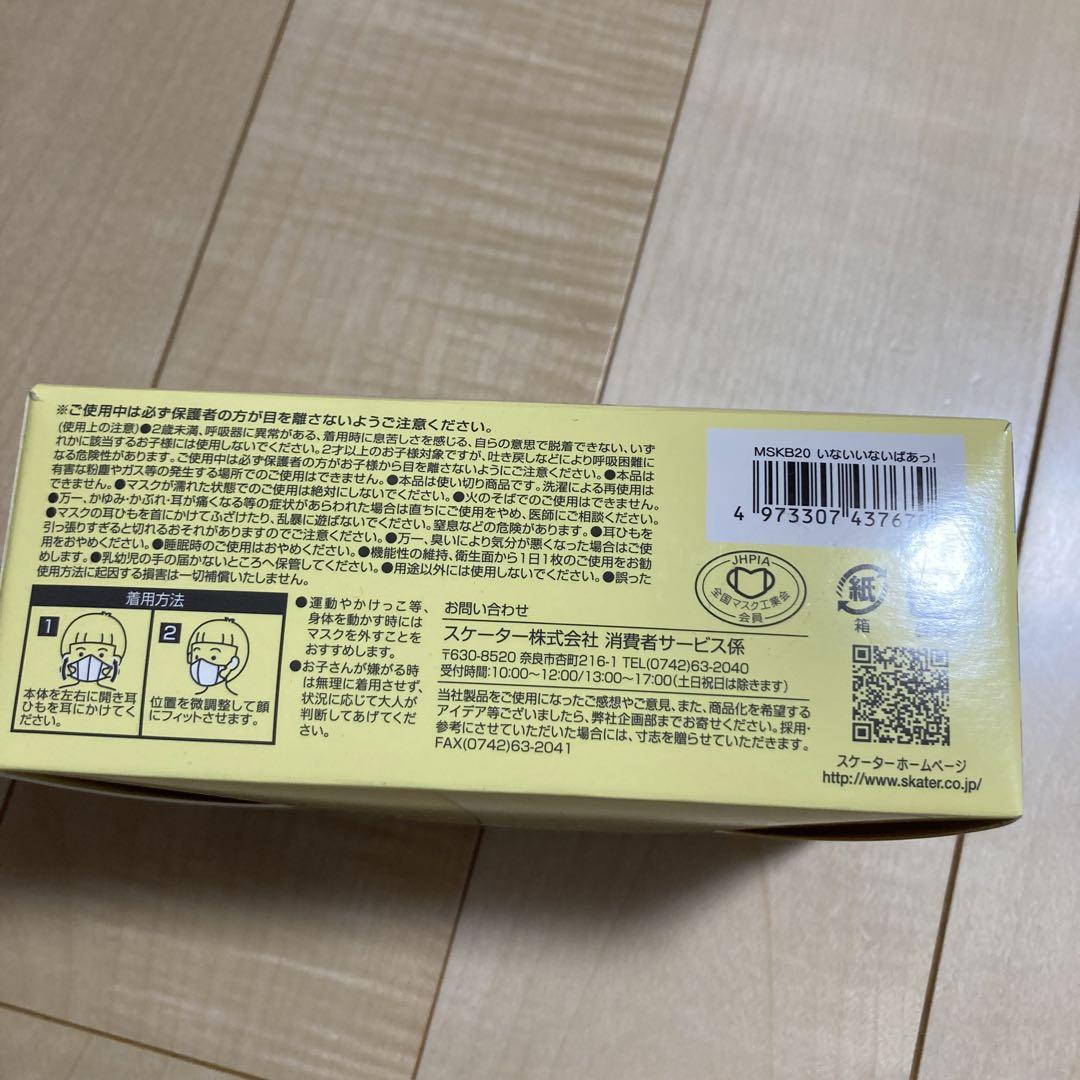 ※ご使用中は必ず保護者の方が目を離さないようご注意ください。
(使用上の注意)●2歳未満、呼吸器に異常がある、着用時に息苦しさを感じる、自らの意思で脱着できない、いず
れかに該当するお子様には使用しないでください。2才以上のお子様対象ですが、吐き戻しなどにより呼吸困難に
なる危険性があります。ご使用中は必ず保護者の方がお子様から目を離さないようにご注意ください。●本品は
有害な粉塵やガス等の発生する場所でのご使用はできません。●本品は使い切り商品です。洗濯による再使用は
できません。●マスクが濡れた状態でのご使用は絶対にしないでください。●火のそばでのご使用はできません。
●万一、かゆみ・かぶれ・耳が痛くなる等の症状があらわれた場合は直ちにご使用をやめ、医師にご相談ください。
●マスクの耳ひもを首にかけてふざけたり、乱暴に遊ばないでください。窒息などの危険があります。●耳ひもを
引っ張りすぎると切れるおそれがありますのでご注意ください。●万一、臭いにより気分が悪くなった場合はご使
用をおやめください。●睡眠時のご使用はおやめください。●機能性の維持、衛生面から1日1枚のご使用をお勧
めします。●乳幼児の手の届かないところへ保管してください。●用途以外には使用しないでください。●誤った
使用方法に起因する損害は一切補償いたしません。
着用方法
1
本体を左右に開き耳
ひもを耳にかけてく
ださい。
2
位置を微調整して顔
にフィットさせます。
●運動やかけっこ等、
身体を動かす時には
マスクを外すことを
おすすめします。
●お子さんが嫌がる時
は無理に着用させず、
状況に応じて大人が
判断してあげてくだ
さい。
お問い合わせ
スケーター株式会社 消費者サービス係
〒630-8520 奈良市杏町216-1 TEL(0742)63-2040
受付時間:10:00~12:00/13:00~17:00(土日祝日は除きます)
当社製品をご使用になったご感想やご意見、また、商品化を希望する
アイデア等ございましたら、弊社企画部までお寄せください。採用・
参考にさせていただいた場合には、寸志を贈らせていただきます。
FAX(0742)63-2041
MSKB20 いないいないばあっ!
4 973307 43767
JHPIA
全国マスク工業会
会員
紙
箱
スケーターホームページ
http://www.skater.co.jp/